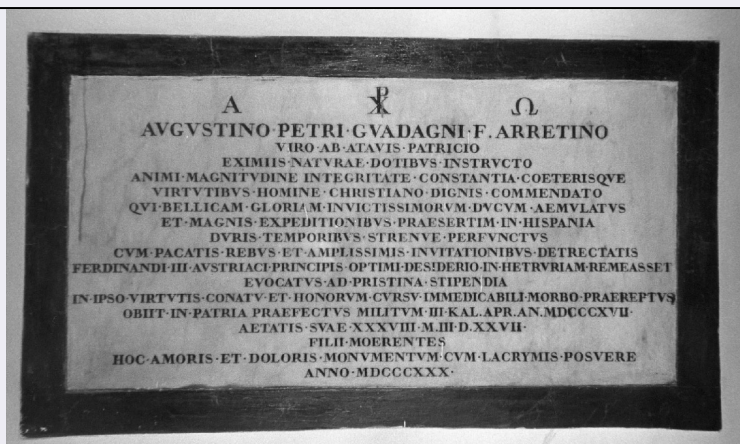 Α ☧ Ω
AVGVSTINO·PETRI·GVADAGNI·F.ARRETINO
VIRO·AB·ATAVIS·PATRICIO
EXIMIIS·NATVRAE·DOTIBVS·INSTRVCTO
ANIMI·MAGNITVDINE INTEGRITATE·CONSTANTIA·COETERISQVE
VIRTVTIBVS·HOMINE·CHRISTIANO·DIGNIS·COMMENDATO
QVI·BELLICAM·GLORIAM·INVICTISSIMORVM·DVCVM·AEMVLATVS
ET·MAGNIS·EXPEDITIONIBVS·PRAESERTIM·IN·HISPANIA
DVRIS·TEMPORIBVS·STRENVE·PERFVNCTVS
CVM·PACATIS·REBVS·ET·AMPLISSIMIS·INVITATIONIBVS·DETRECTATIS
FERDINANDI·III·AVSTRIACI·PRINCIPIS·OPTIMI·DESIDERIO·IN·HETRVRIAM·REMEASSET
EVOCATVS·AD·PRISTINA·STIPENDIA
IN·IPSO·VIRTVTIS·CONATV·ET·HONORVM·CVRSV·IMMEDICABILI·MORBO·PRAEREPTVS
OBIIT·IN·PATRIA PRAEFECTVS MILITVM·III·KAL.APR.AN.MDCCCXVII·
AETATIS·SVAE·XXXVIII·M.III·D.XXVII·
FILII·MOERENTES
HOC·AMORIS·ET·DOLORIS·MONVMENTVM·CVM·LACRYMIS·POSVERE
ANNO·MDCCCXXX·